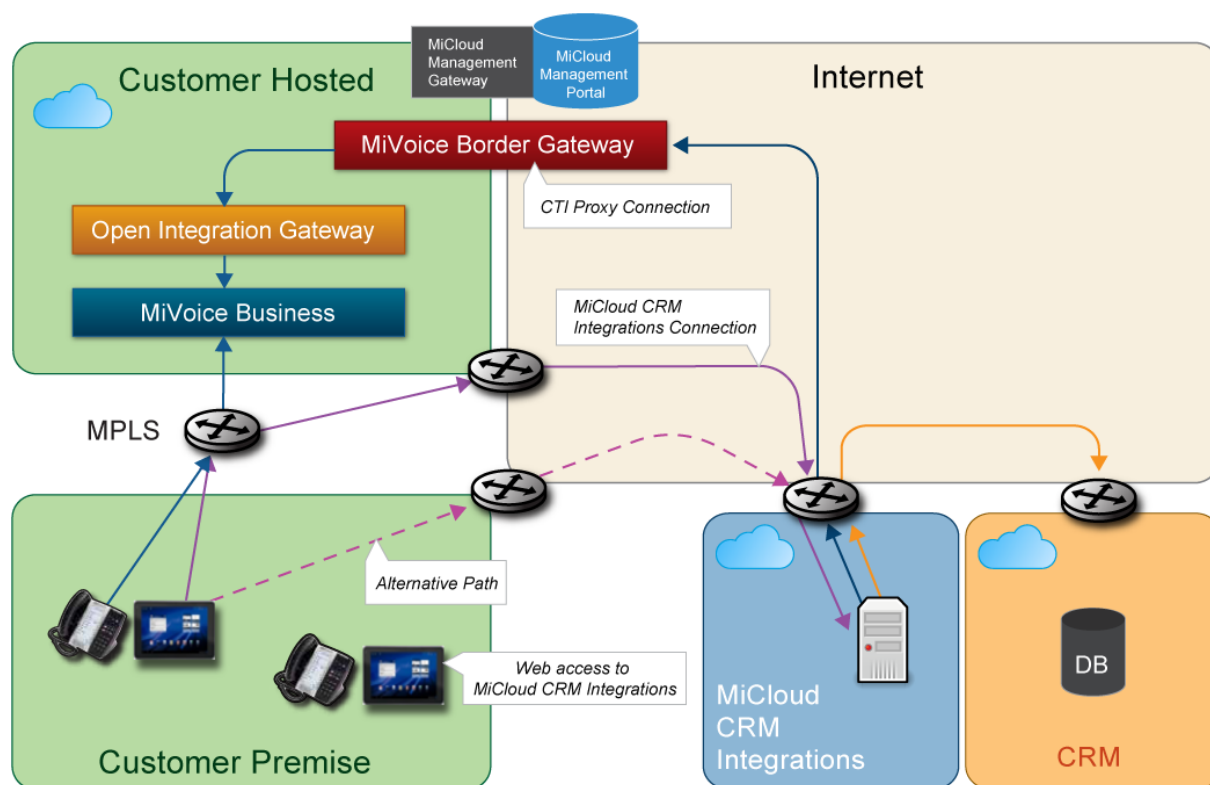 MiCloud
Management
Gateway
MiCloud
Management
Portal
Customer Hosted
Internet
MiVoice Border Gateway
CTI Proxy Connection
Open Integration Gateway
MiVoice Business
MiCloud CRM
Integrations Connection
MPLS
Alternative Path
Web access to
MiCloud CRM Integrations
Customer Premise
MiCloud
CRM
Integrations
DB
CRM